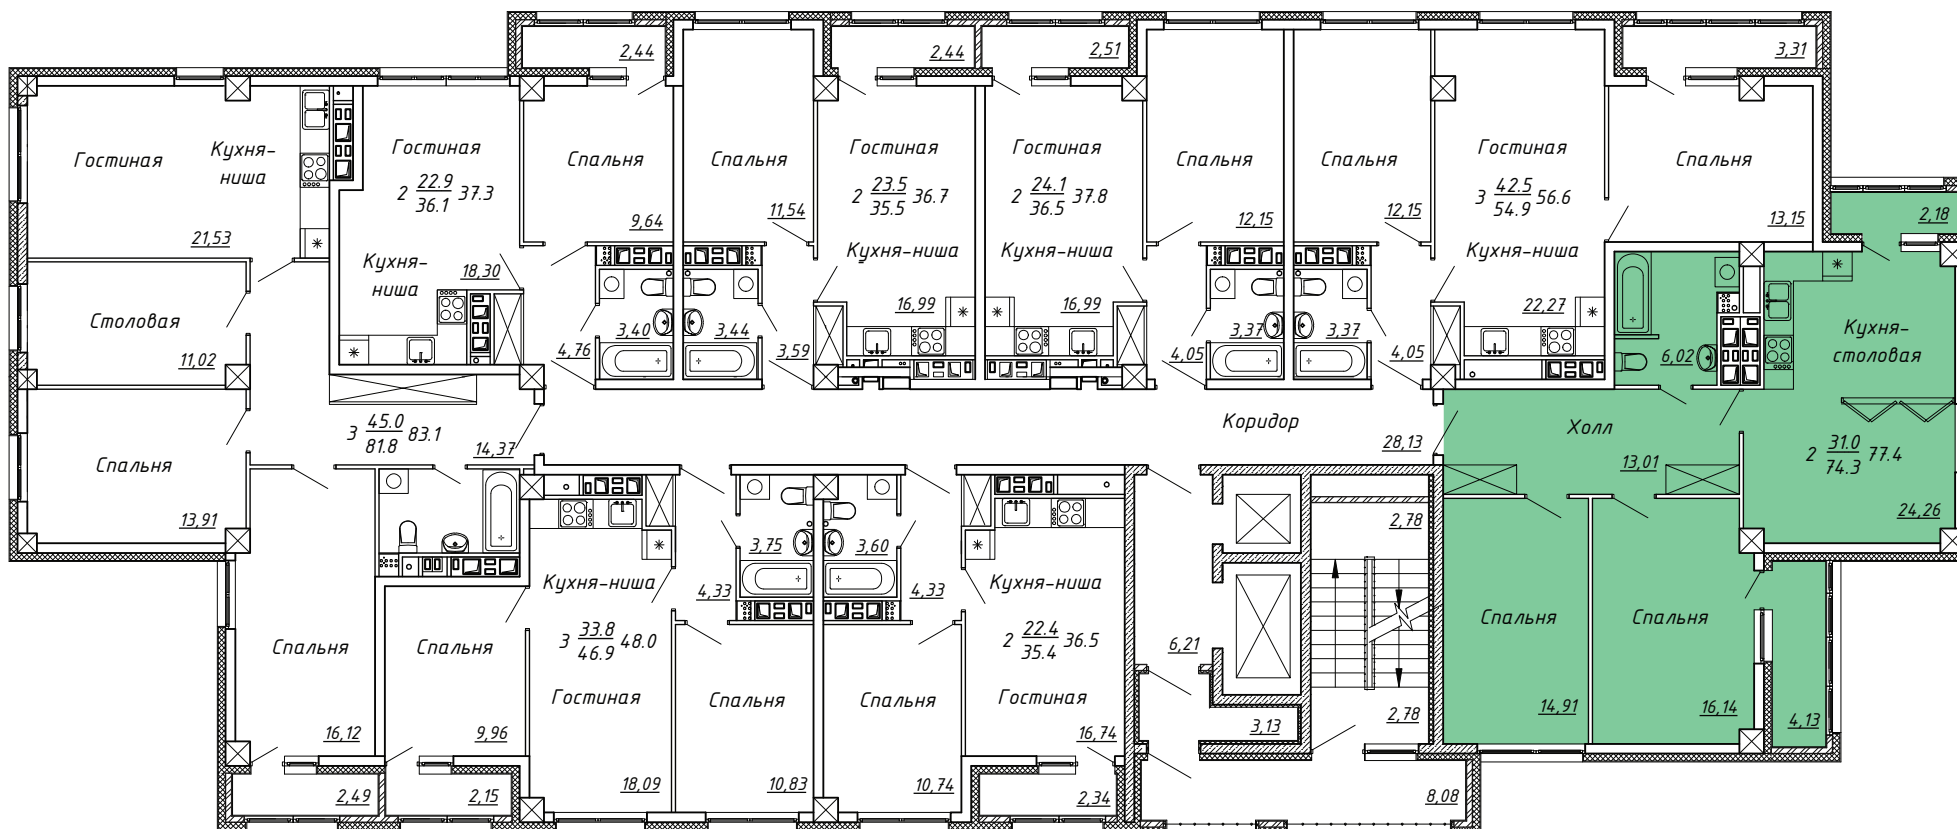 2,44
2,44
2,51
3,31
Гостиная
Кухня-
ниша
21,53
Гостиная
2 22.9 37.3
36.1
Кухня-
ниша
18,30
Спальня
9,64
Спальня
11,54
Гостиная
2 23.5 36.7
35.5
Кухня-ниша
16,99
Гостиная
2 24.1 37.8
36.5
Кухня-ниша
16,99
Спальня
12,15
Спальня
12,15
Гостиная
3 42.5 56.6
54.9
Кухня-ниша
22,27
Спальня
13,15
2,18
Столовая
11,02
3,40
4,76
3,44
3,59
3,37
4,05
3,37
4,05
6,02
Кухня-
столовая
3 45.0 83.1
81.8
14,37
Коридор
28,13
Холл
13,01
2 31.0 77.4
74.3
24,26
Спальня
13,91
Спальня
16,12
Спальня
9,96
Кухня-ниша
3 33.8 48.0
46.9
Гостиная
18,09
3,75
4,33
Спальня
10,83
3,60
4,33
Спальня
10,74
Кухня-ниша
2 22.4 36.5
35.4
Гостиная
16,74
6,21
3,13
2,78
2,78
Спальня
14,91
Спальня
16,14
4,13
2,49
2,15
2,34
8,08